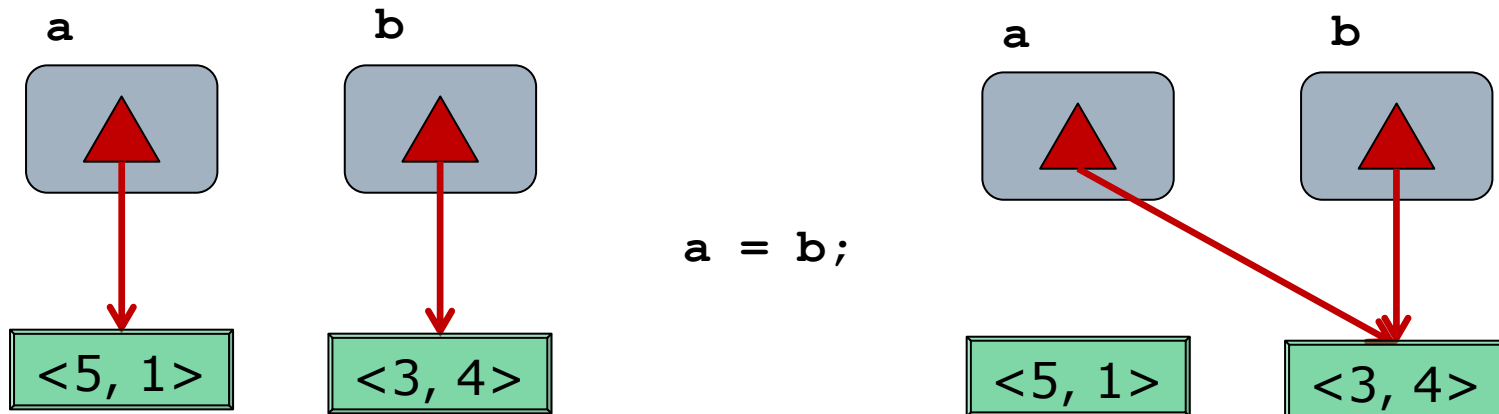 a b
a b
a = b;
<5, 1> <3, 4>
<5, 1> <3, 4>